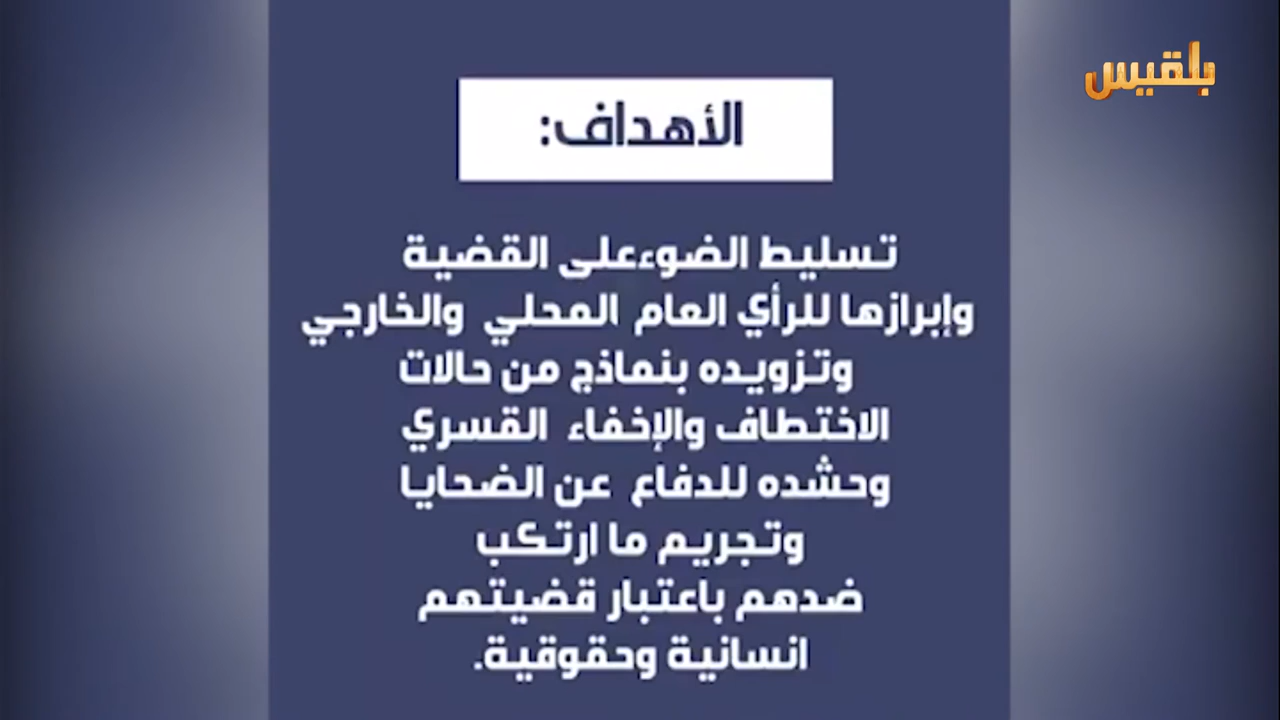 بلقيس
الأهداف:
تسليط الضوءعلى القضية
وإبرازها للرأي العام المحلي والخارجي
وتزويده بنماذج من حالات
الاختطاف والإخفاء القسري
وحشده للدفاع عن الضحايا
وتجريم ما ارتكب
ضدهم باعتبار قضيتهم
انسانية وحقوقية.